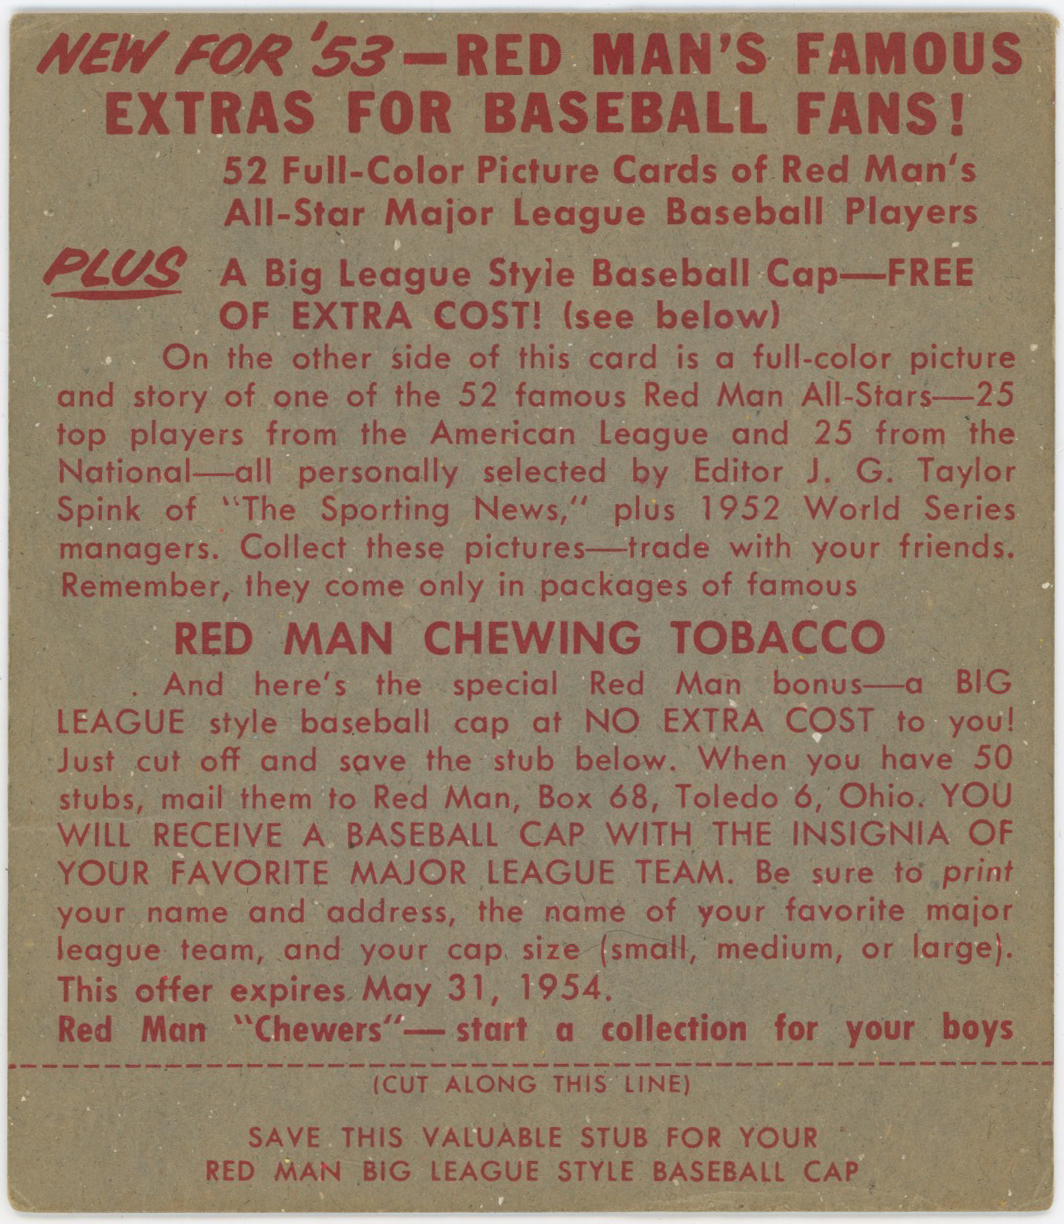 NEW FOR '53—RED MAN'S FAMOUS
EXTRAS FOR BASEBALL FANS!
52 Full-Color Picture Cards of Red Man's
All-Star Major League Baseball Players
PLUS A Big League Style Baseball Cap—FREE
OF EXTRA COST! (see below)
On the other side of this card is a full-color picture
and story of one of the 52 famous Red Man All-Stars—25
top players from the American League and 25 from the
National—all personally selected by Editor J. G. Taylor
Spink of "The Sporting News," plus 1952 World Series
managers. Collect these pictures—trade with your friends.
Remember, they come only in packages of famous
RED MAN CHEWING TOBACCO
And here's the special Red Man bonus—a BIG
LEAGUE style baseball cap at NO EXTRA COST to you!
Just cut off and save the stub below. When you have 50
stubs, mail them to Red Man, Box 68, Toledo 6, Ohio. YOU
WILL RECEIVE A BASEBALL CAP WITH THE INSIGNIA OF
YOUR FAVORITE MAJOR LEAGUE TEAM. Be sure to print
your name and address, the name of your favorite major
league team, and your cap size (small, medium, or large).
This offer expires May 31, 1954.
Red Man "Chewers"—start a collection for your boys
(CUT ALONG THIS LINE)
SAVE THIS VALUABLE STUB FOR YOUR
RED MAN BIG LEAGUE STYLE BASEBALL CAP